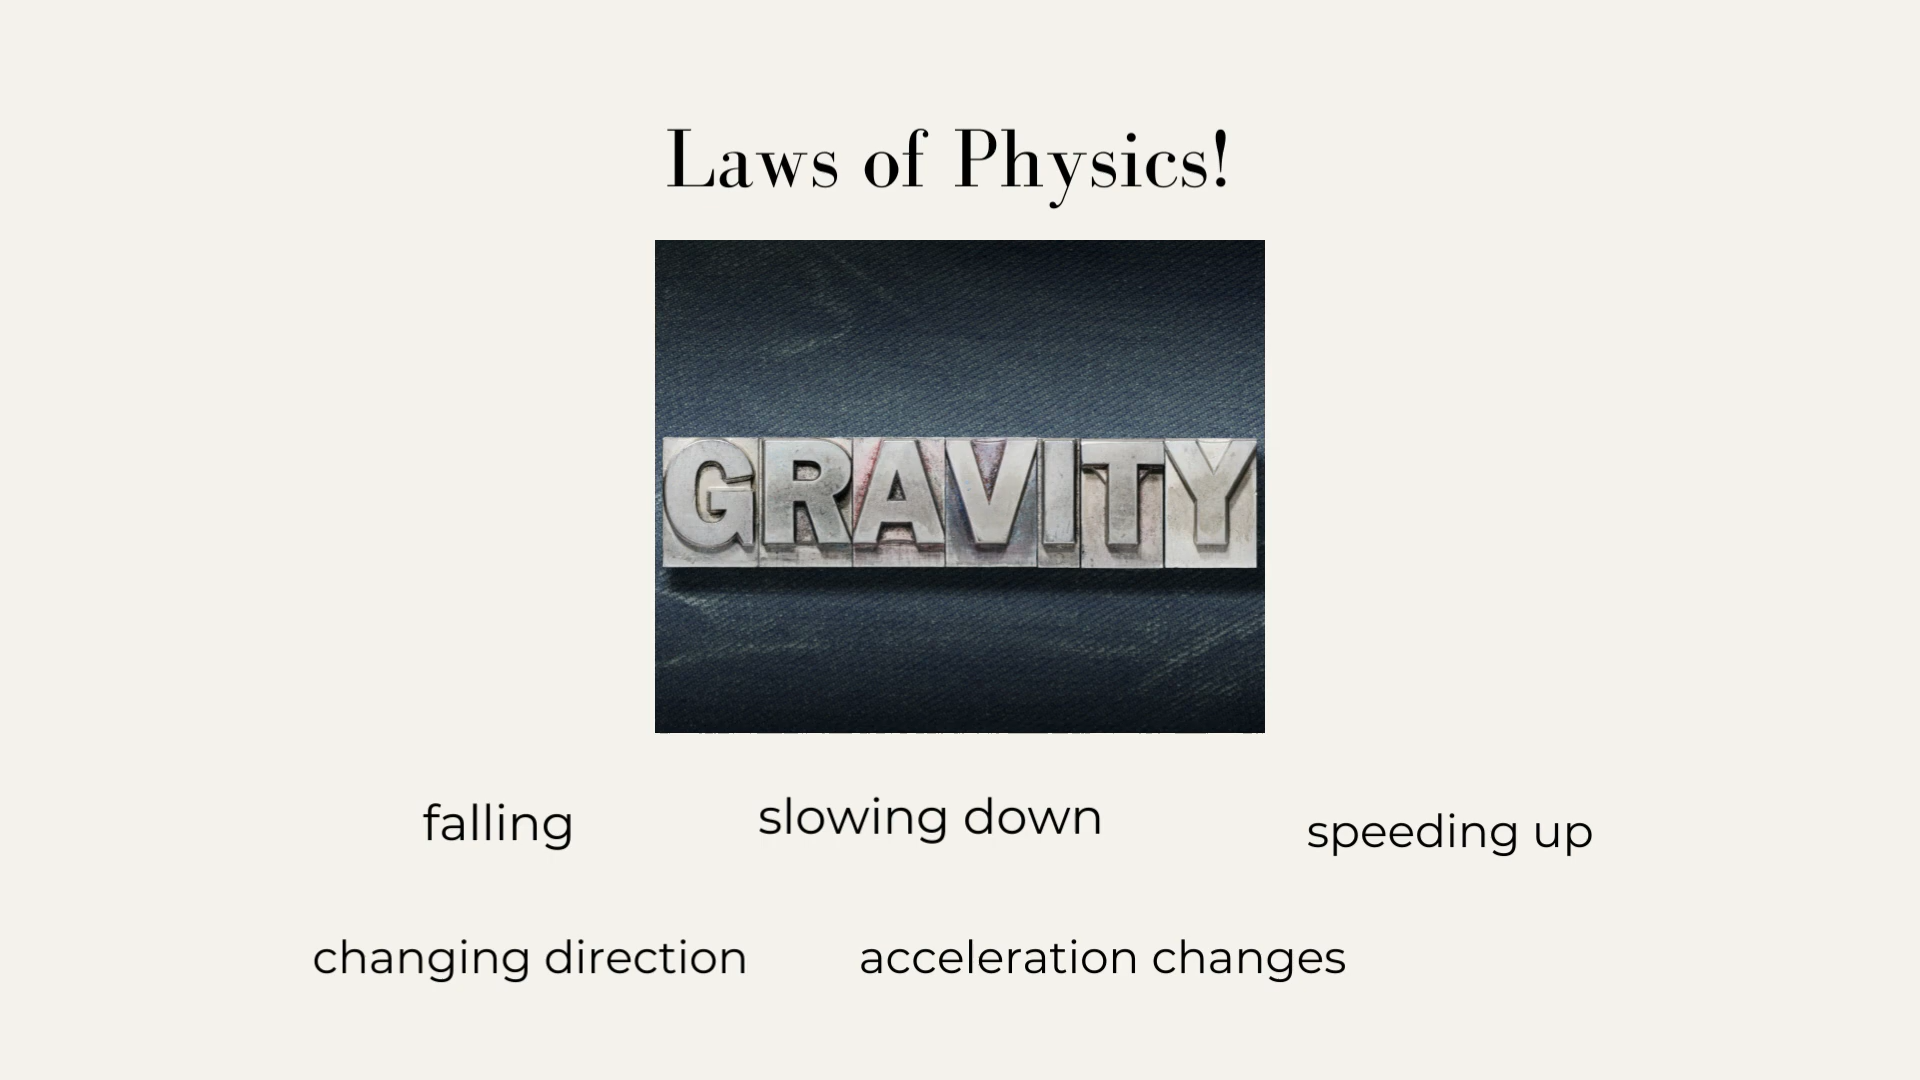 Laws of Physics!
GRAVITY
falling
slowing down
speeding up
changing direction
acceleration changes